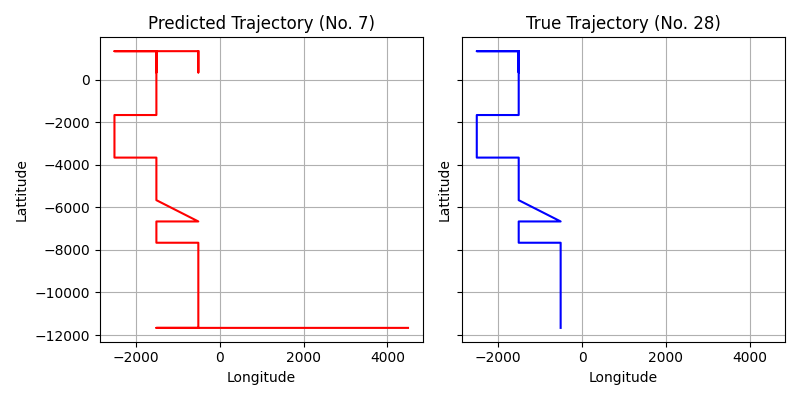 Predicted Trajectory (No. 7)
True Trajectory (No. 28)
Lattitude
0
−2000
−4000
−6000
−8000
−10000
−12000
−2000 0 2000 4000
Longitude
Lattitude
−2000 0 2000 4000
Longitude